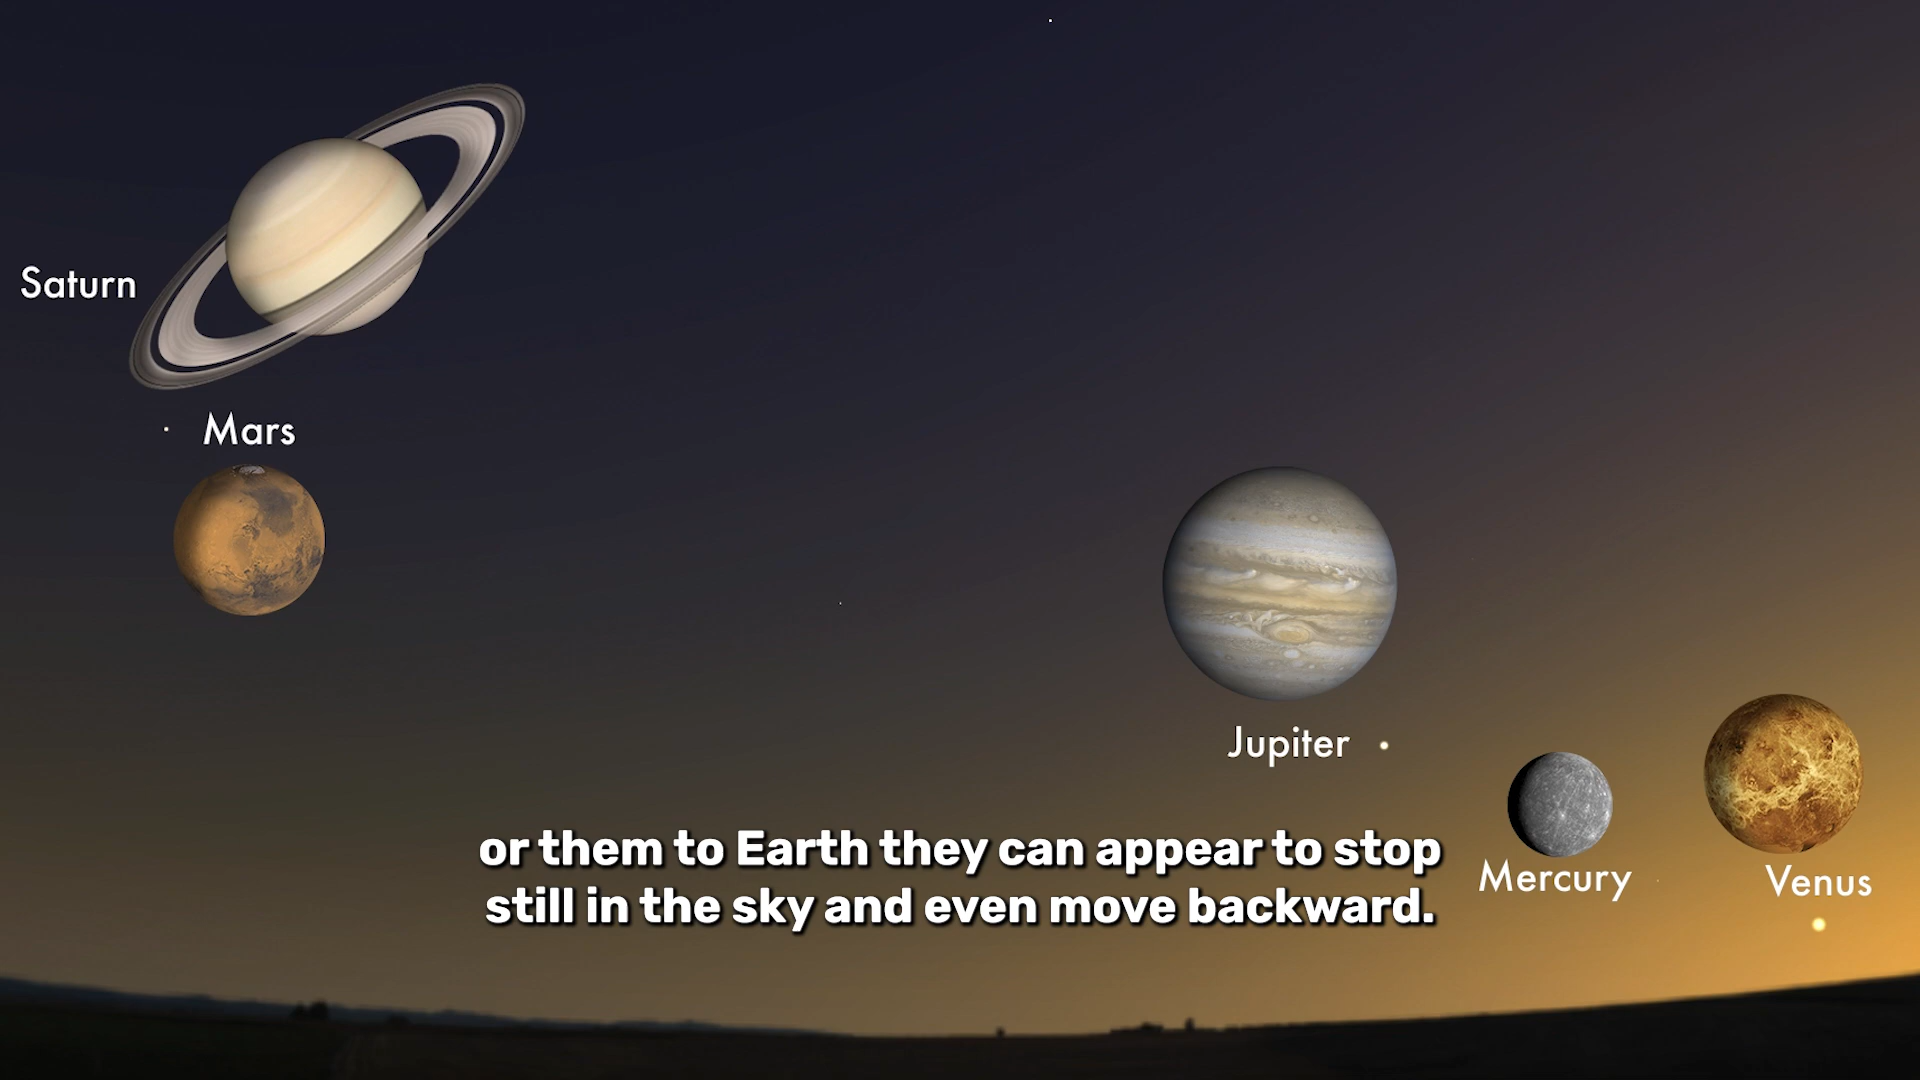 Saturn
Mars
Jupiter
Mercury
Venus
or them to Earth they can appear to stop
still in the sky and even move backward.